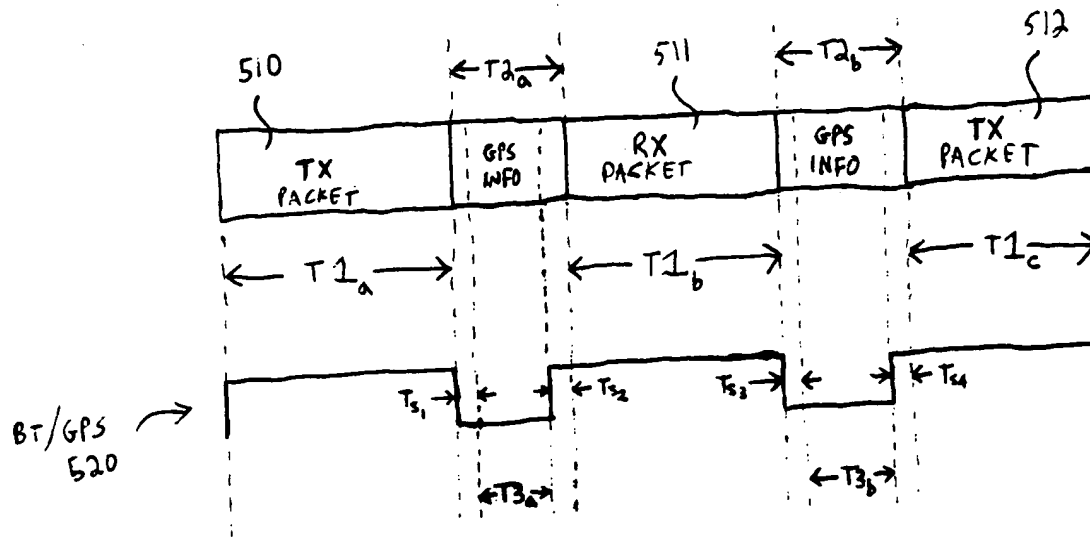 510
T2a
511
T2b
512
TX
PACKET
GPS
INFO
RX
PACKET
GPS
INFO
TX
PACKET
T1a
T1b
T1c
BT/GPS
520
Ts1
Ts2
Ts3
Ts4
T3a
T3b